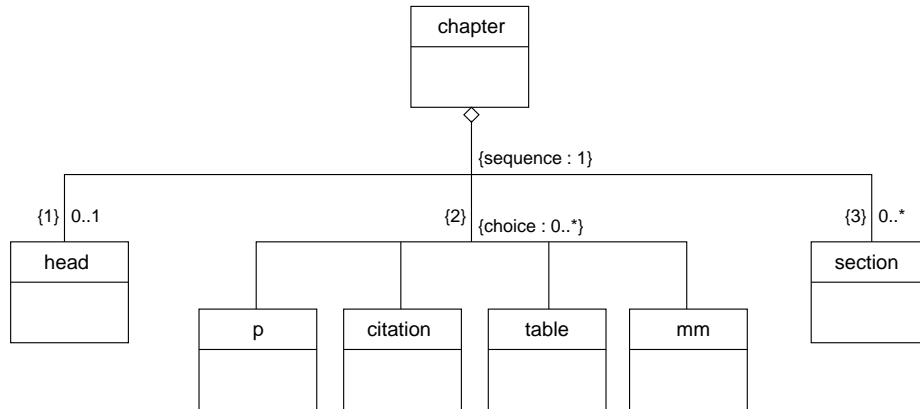 chapter
{sequence : 1}
{1} 0..1
{2}
{choice : 0..*}
{3} 0..*
head
section
p
citation
table
mm